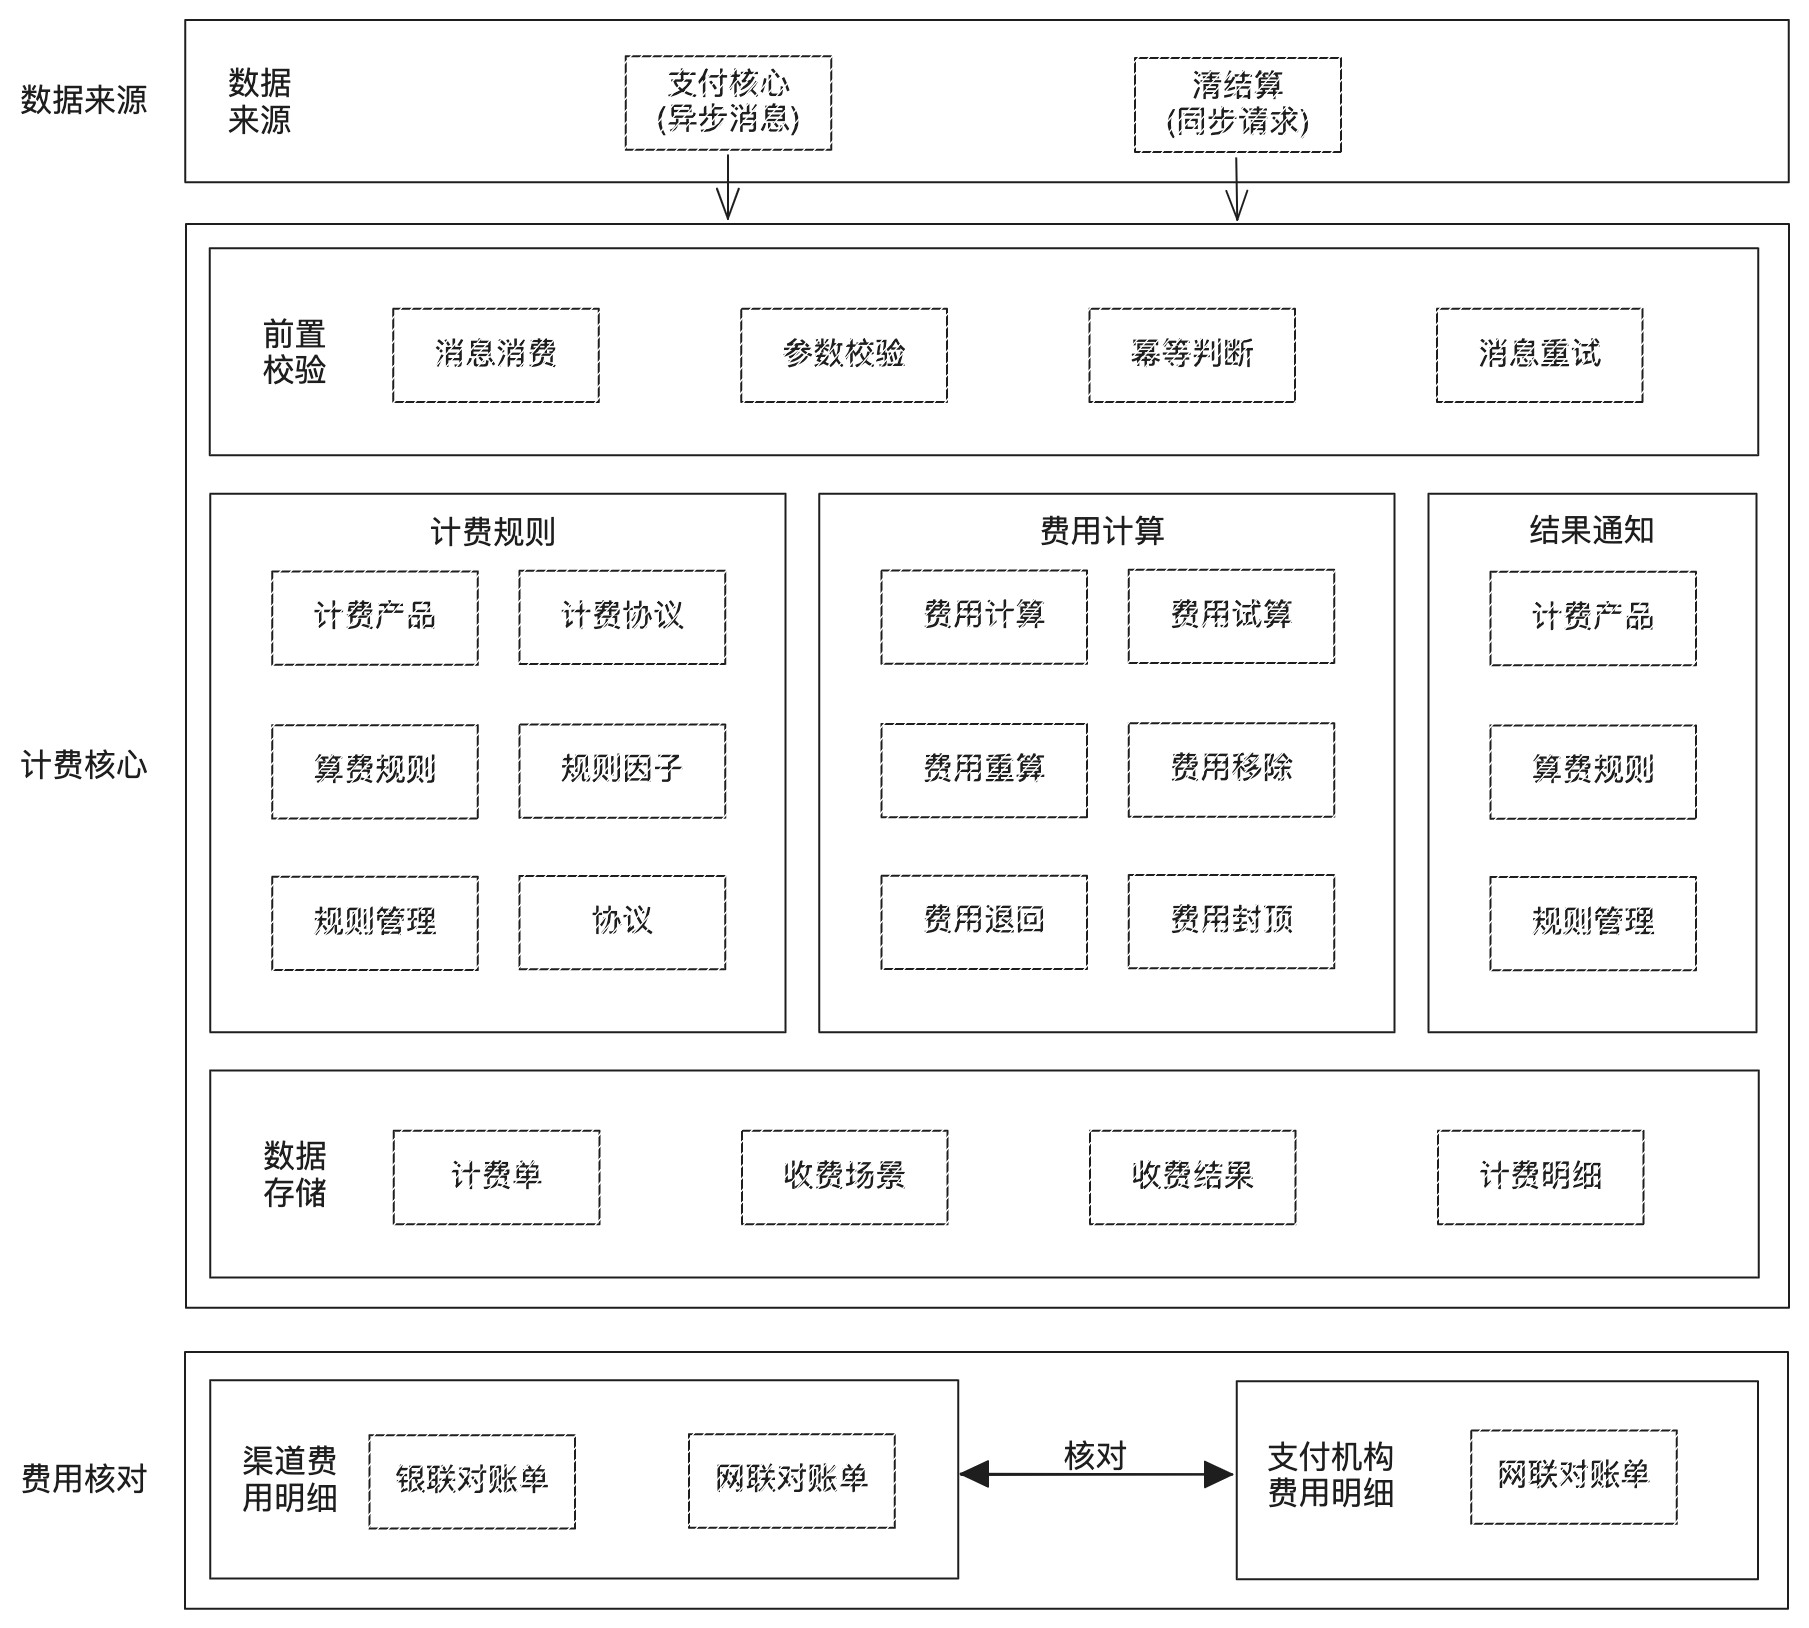 数据来源
数据
来源
支付核心
(异步消息)
清结算
(同步请求)
计费核心
前置
校验
消息消费
参数校验
幂等判断
消息重试
计费规则
计费产品
计费协议
算费规则
规则因子
规则管理
协议
费用计算
费用计算
费用试算
费用重算
费用移除
费用退回
费用封顶
结果通知
计费产品
算费规则
规则管理
数据
存储
计费单
收费场景
收费结果
计费明细
费用核对
渠道费
用明细
银联对账单
网联对账单
核对
支付机构
费用明细
网联对账单